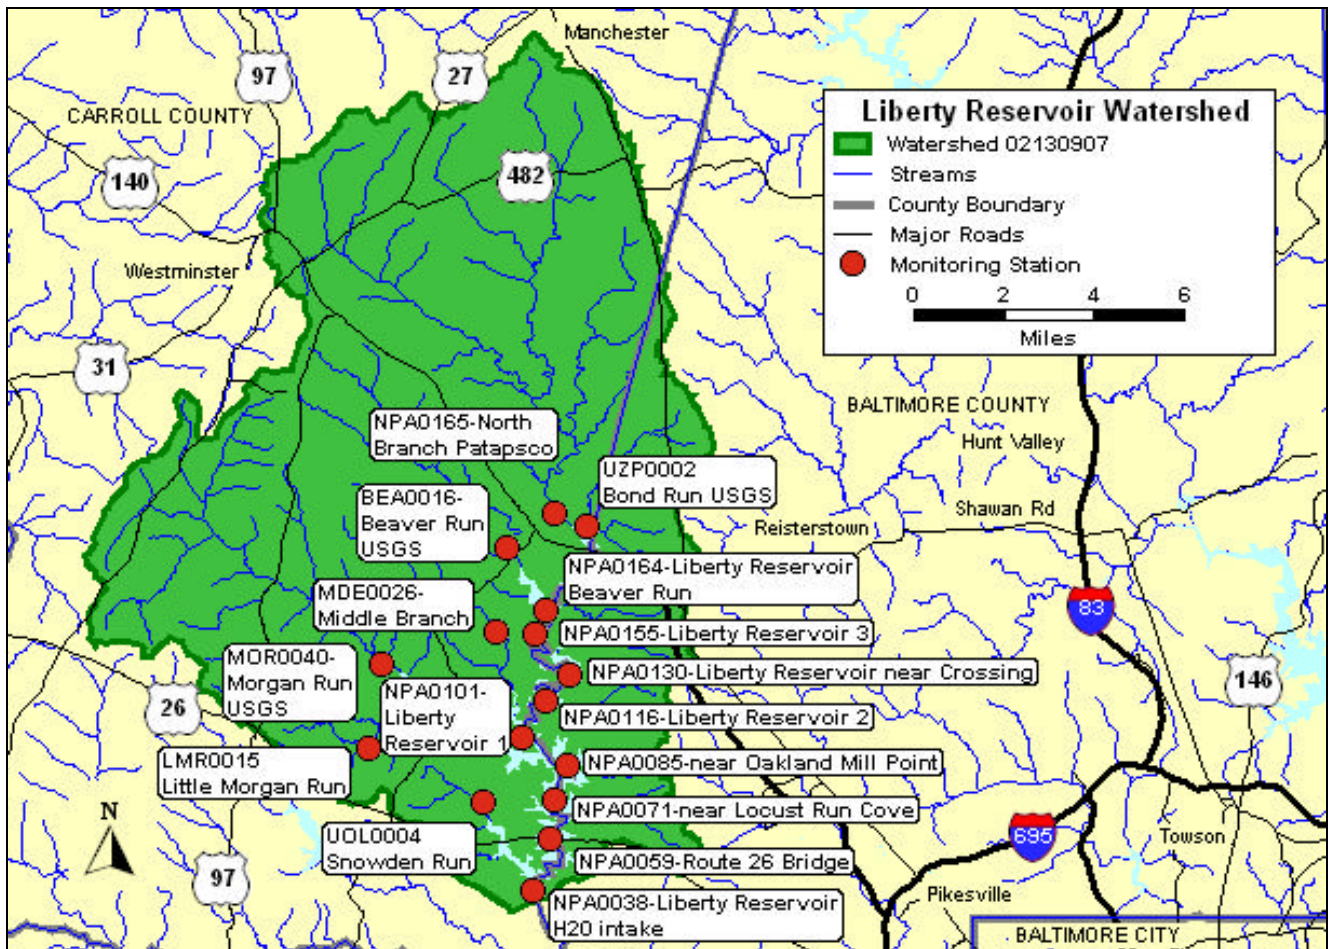 Manchester
97
27
CARROLL COUNTY
140
482
Westminster
31
Liberty Reservoir Watershed
Watershed 02130907
Streams
County Boundary
Major Roads
Monitoring Station
0 2 4 6
Miles
BALTIMORE COUNTY
Hunt Valley
Shawan Rd
Reisterstown
NPA0165-North
Branch Patapsco
UZP0002
Bond Run USGS
BEA0016-
Beaver Run
USGS
NPA0164-Liberty Reservoir
Beaver Run
MDE0026-
Middle Branch
NPA0155-Liberty Reservoir 3
83
MOR0040-
Morgan Run
USGS
NPA0130-Liberty Reservoir near Crossing
146
NPA0101-
Liberty
Reservoir 1
26
NPA0116-Liberty Reservoir 2
LMR0015
Little Morgan Run
NPA0085-near Oakland Mill Point
NPA0071-near Locust Run Cove
N
UOL0004
Snowden Run
695
Towson
NPA0059-Route 26 Bridge
97
Pikesville
NPA0038-Liberty Reservoir
H20 intake
BALTIMORE CITY